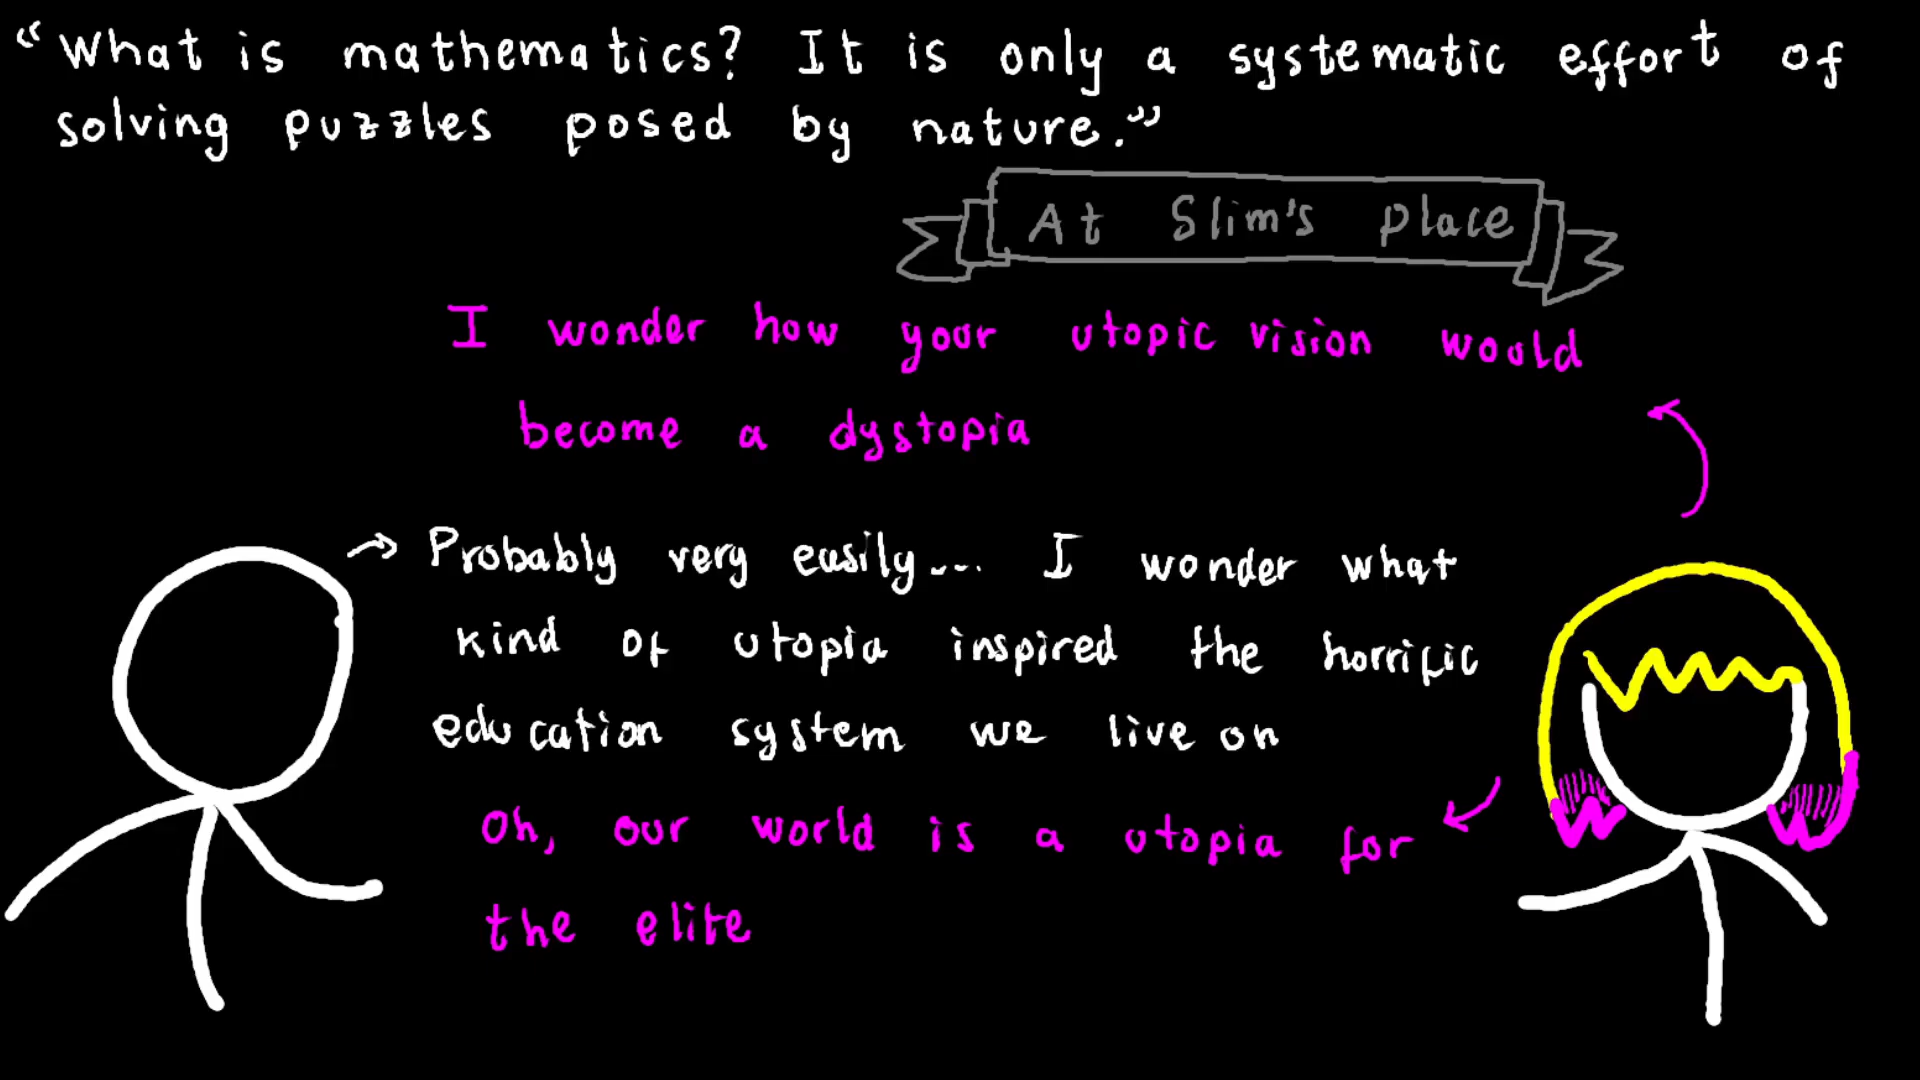 “What is mathematics? It is only a systematic effort of
solving puzzles posed by nature.”
At Slim's place
I wonder how your utopic vision would
become a dystopia
Probably very easily... I wonder what
kind of utopia inspired the horrific
education system we live on
Oh, our world is a utopia for
the elite